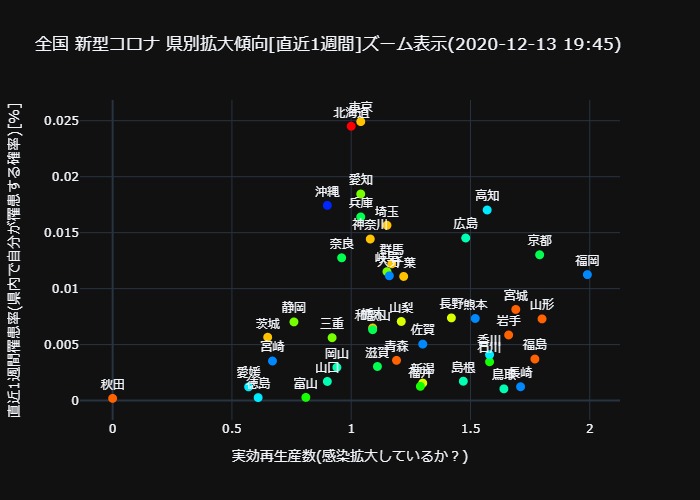 全国 新型コロナ 県別拡大傾向[直近1週間]ズーム表示(2020-12-13 19:45)
直近1週間罹患率(県内で自分が罹患する確率)[%]
0.025
0.02
0.015
0.01
0.005
0
東京
北海道
愛知
沖縄
兵庫
埼玉
高知
神奈川
広島
奈良
群馬
京都
福岡
静岡
茨城
三重
山梨
長野
熊本
宮城
山形
岩手
佐賀
宮崎
岡山
滋賀
青森
香川
石川
福島
秋田
愛媛
徳島
富山
山口
新潟
福井
島根
鳥取
長崎
0
0.5
1
1.5
2
実効再生産数(感染拡大しているか？)